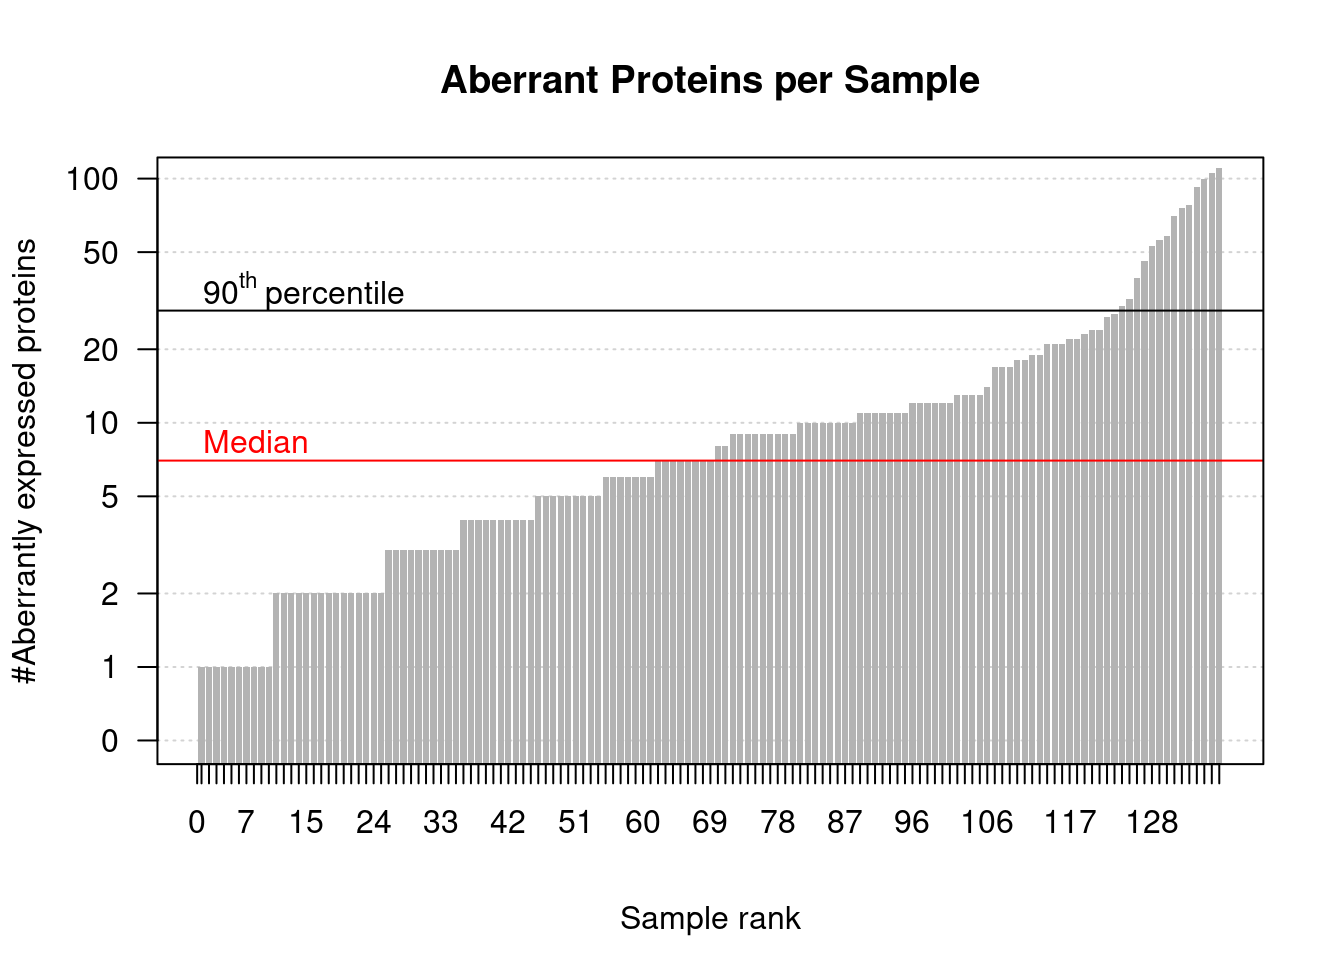 Aberrant Proteins per Sample
#Aberrantly expressed proteins
100
50
20
10
5
2
1
0
90th percentile
Median
0 7 15 24 33 42 51 60 69 78 87 96 106 117 128
Sample rank